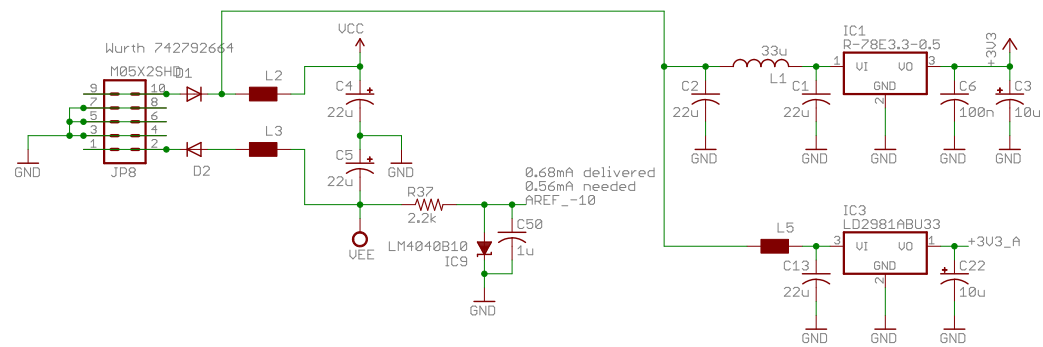 Wurth 742792664
M05X2SHD
D1
9
10
7
8
5
6
3
4
1
2
JP8
GND
D2
L2
L3
VCC
C4
22u
C5
22u
GND
VEE
R37
2.2k
0.68mA delivered
0.56mA needed
AREF_-10
LM4040B10
IC9
C50
1u
GND
C2
22u
GND
33u
L1
C1
22u
GND
IC1
R-78E3.3-0.5
1
VI
VO
3
GND
2
GND
C6
100n
GND
+3V3
C3
10u
GND
L5
C13
22u
GND
IC3
LD2981ABU33
3
VI
VO
1
GND
2
GND
+3V3_A
C22
10u
GND